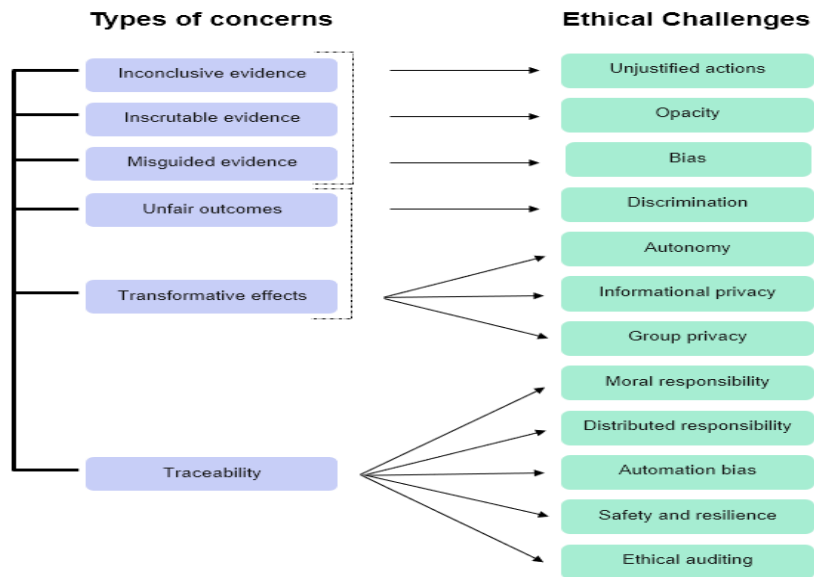 Types of concerns
Ethical Challenges
Inconclusive evidence
Unjustified actions
Inscrutable evidence
Opacity
Misguided evidence
Bias
Unfair outcomes
Discrimination
Autonomy
Transformative effects
Informational privacy
Group privacy
Moral responsibility
Distributed responsibility
Traceability
Automation bias
Safety and resilience
Ethical auditing